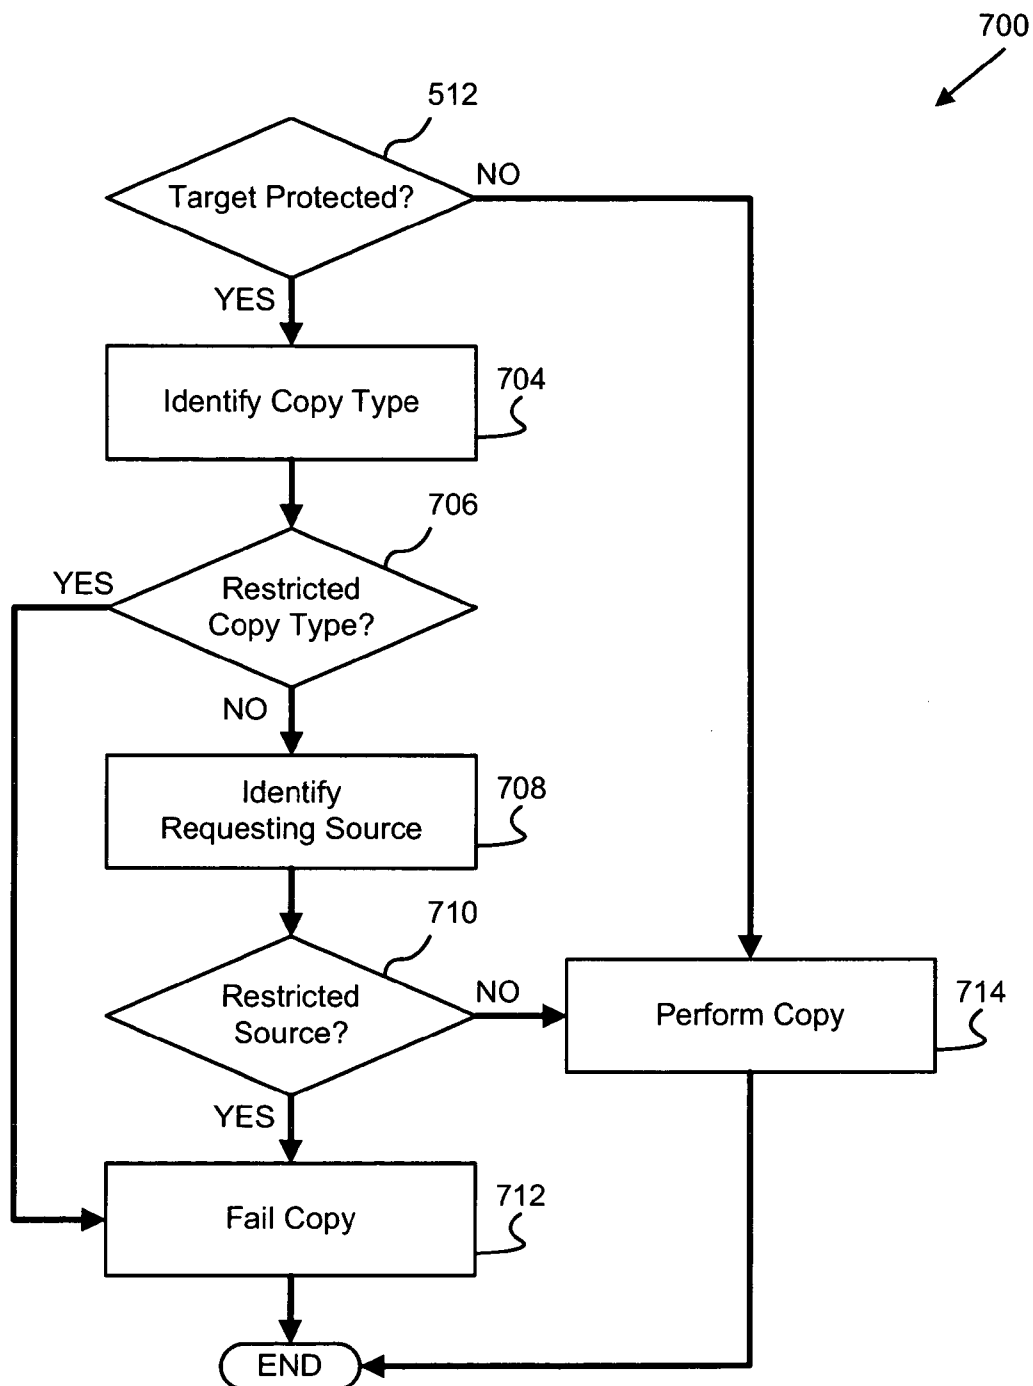 700
512
Target Protected?
NO
YES
Identify Copy Type
704
706
YES
Restricted
Copy Type?
NO
Identify
Requesting Source
708
710
Restricted
Source?
NO
Perform Copy
714
YES
Fail Copy
712
END